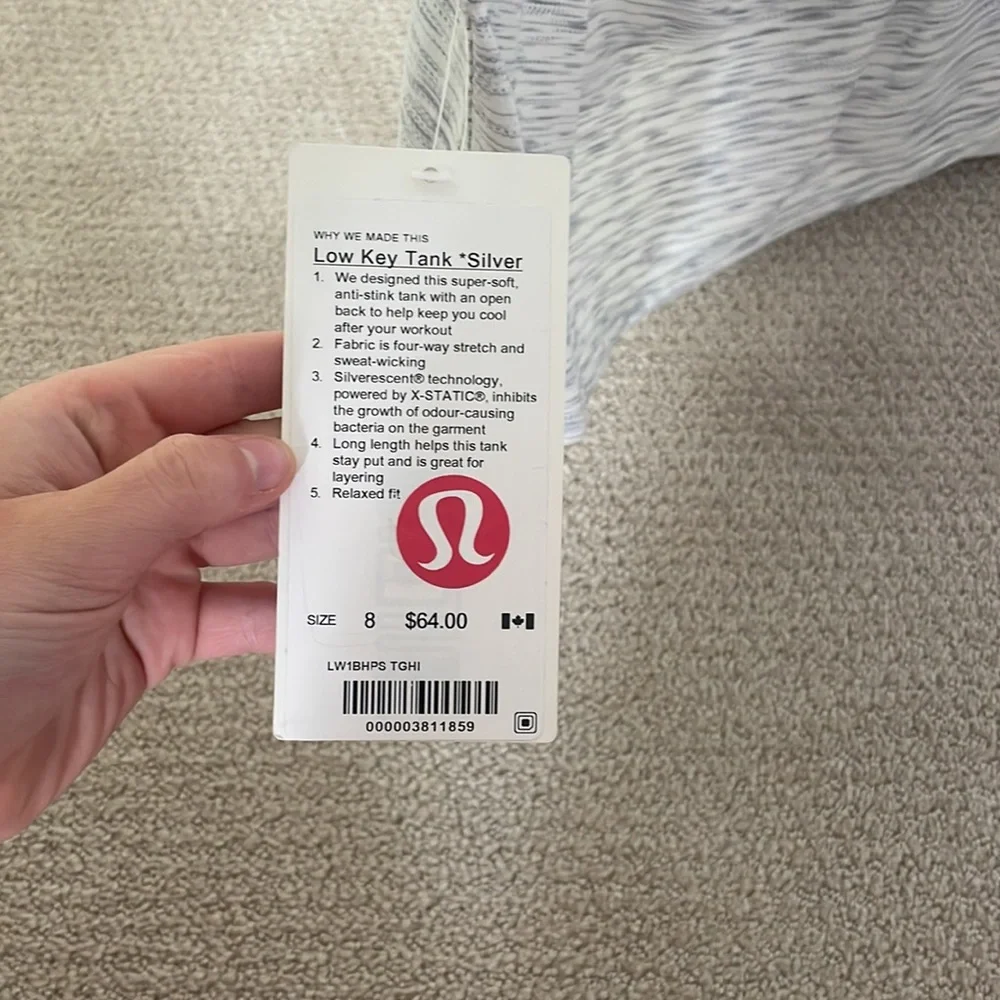 WHY WE MADE THIS
Low Key Tank *Silver
1. We designed this super-soft,
anti-stink tank with an open
back to help keep you cool
after your workout
2. Fabric is four-way stretch and
sweat-wicking
3. Silverescent® technology,
powered by X-STATIC®, inhibits
the growth of odour-causing
bacteria on the garment
4. Long length helps this tank
stay put and is great for
layering
5. Relaxed fit
SIZE 8 $64.00
LW1BHPS TGHI
000003811859